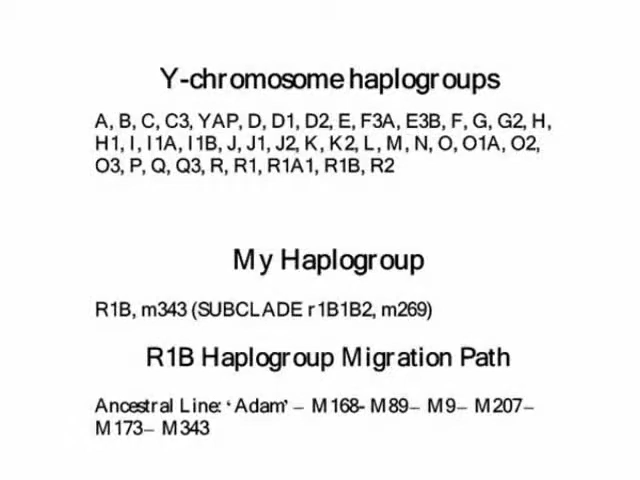 Y-chromosome haplogroups
A, B, C, C3, YAP, D, D1, D2, E, F3A, E3B, F, G, G2, H,
H1, I, I1A, I1B, J, J1, J2, K, K2, L, M, N, O, O1A, O2,
O3, P, Q, Q3, R, R1, R1A1, R1B, R2
My Haplogroup
R1B, m343 (SUBCLADE r1B1B2, m269)
R1B Haplogroup Migration Path
Ancestral Line: ‘Adam’ – M168- M89– M9– M207–
M173– M343